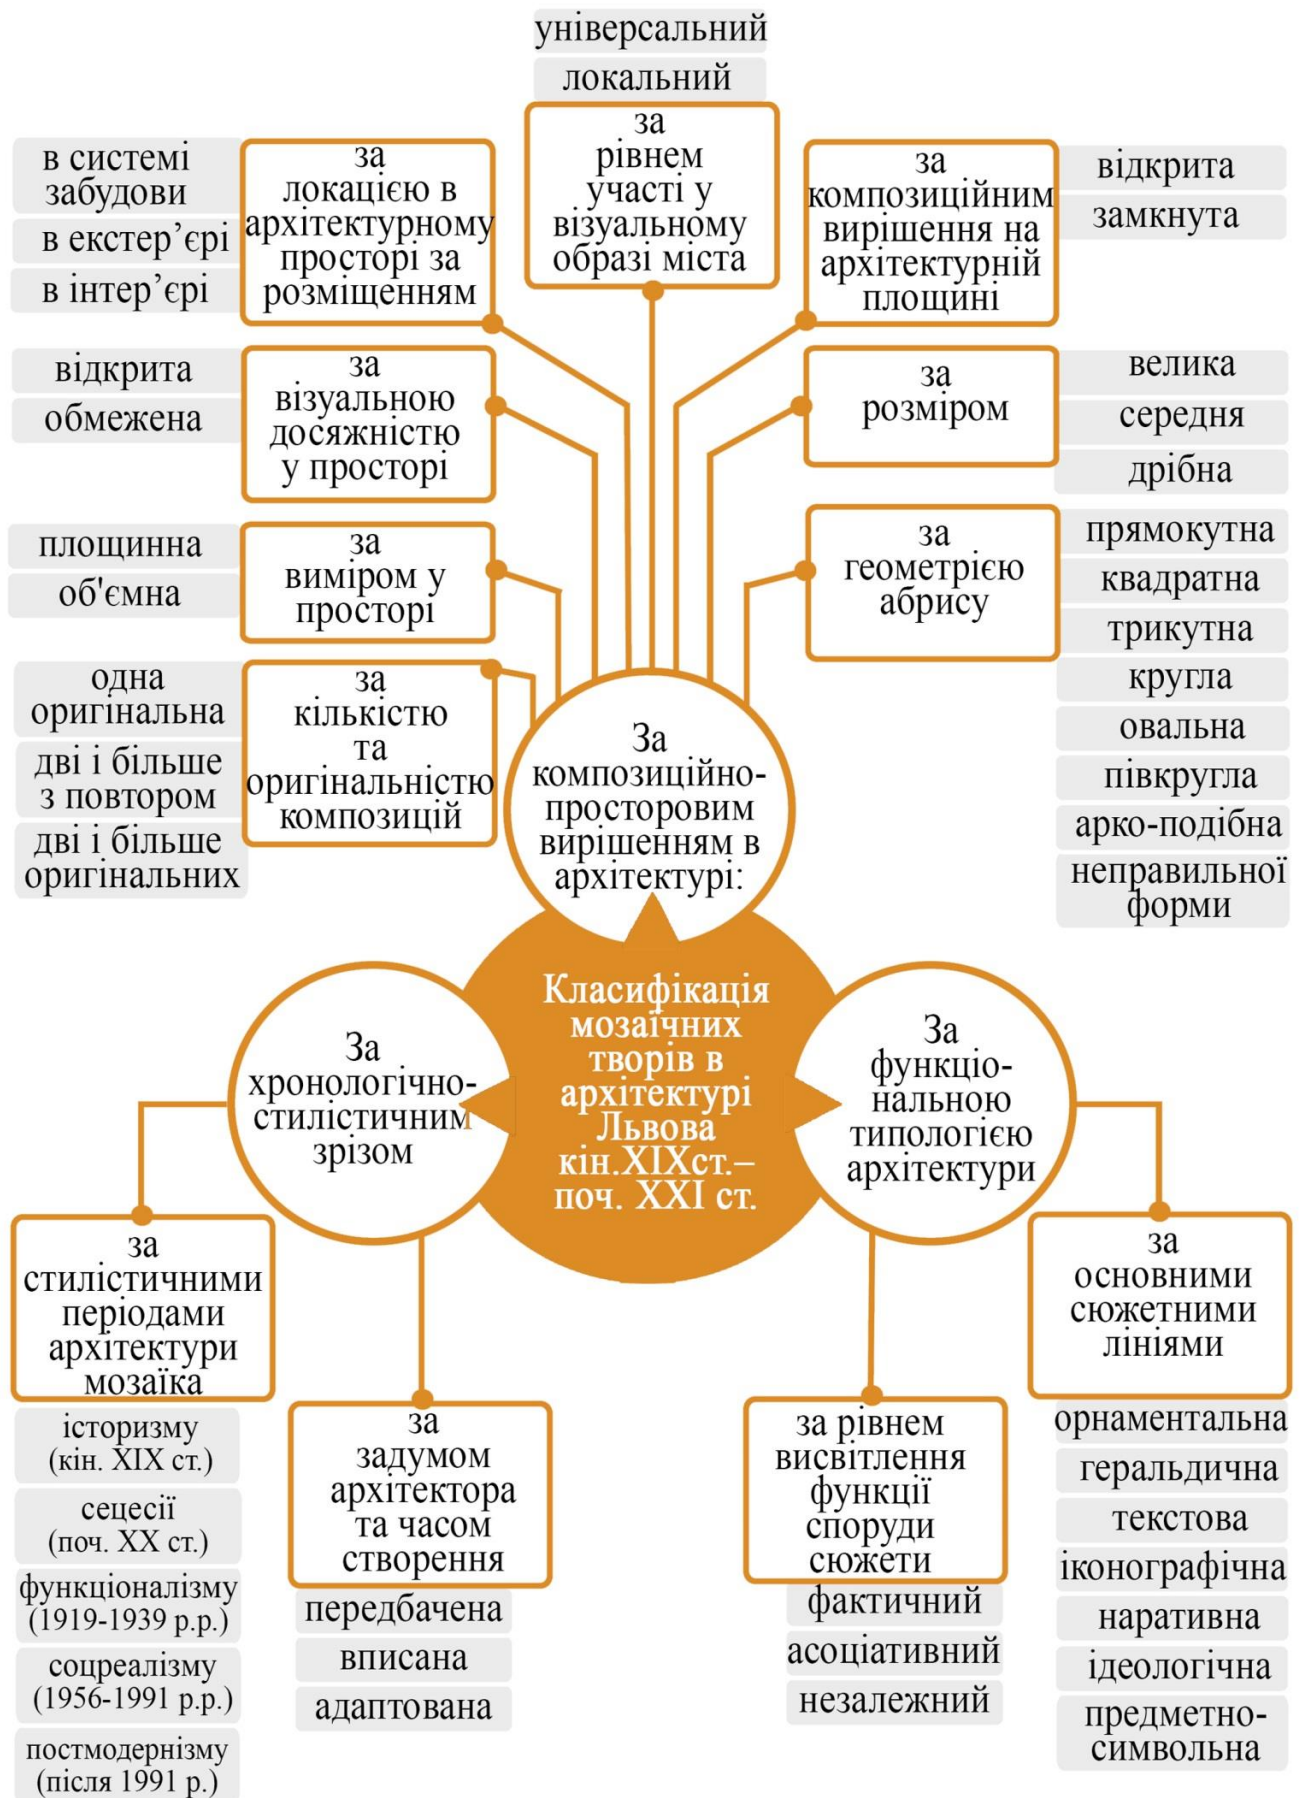 універсальний
локальний
за
рівнем
участі у
візуальному
образі міста
в системі
забудови
в екстер’єрі
в інтер’єрі
за
локацією в
архітектурному
просторі за
розміщенням
за
композиційним
вирішення на
архітектурній
площині
відкрита
замкнута
відкрита
обмежена
за
візуальною
досяжністю
у просторі
за
розміром
велика
середня
дрібна
площинна
об'ємна
за
виміром у
просторі
за
геометрією
абрису
прямокутна
квадратна
трикутна
кругла
овальна
півкругла
арко-подібна
неправильної
форми
одна
оригінальна
дві і більше
з повтором
дві і більше
оригінальних
за
кількістю
та
оригінальністю
композицій
За
композиційно-
просторовим
вирішенням в
архітектурі:
Класифікація
мозаїчних
творів в
архітектурі
Львова
кін.XIXст.–
поч. XXI ст.
За
хронологічно-
стилістичним
зрізом
За
функціо-
нальною
типологією
архітектури
за
стилістичними
періодами
архітектури
мозаїка
історизму
(кін. XIX ст.)
сецесії
(поч. XX ст.)
функціоналізму
(1919-1939 р.р.)
соцреалізму
(1956-1991 р.р.)
постмодернізму
(після 1991 р.)
за
задумом
архітектора
та часом
створення
передбачена
вписана
адаптована
за рівнем
висвітлення
функції
споруди
сюжети
фактичний
асоціативний
незалежний
за
основними
сюжетними
лініями
орнаментальна
геральдична
текстова
іконографічна
наративна
ідеологічна
предметно-
символьна